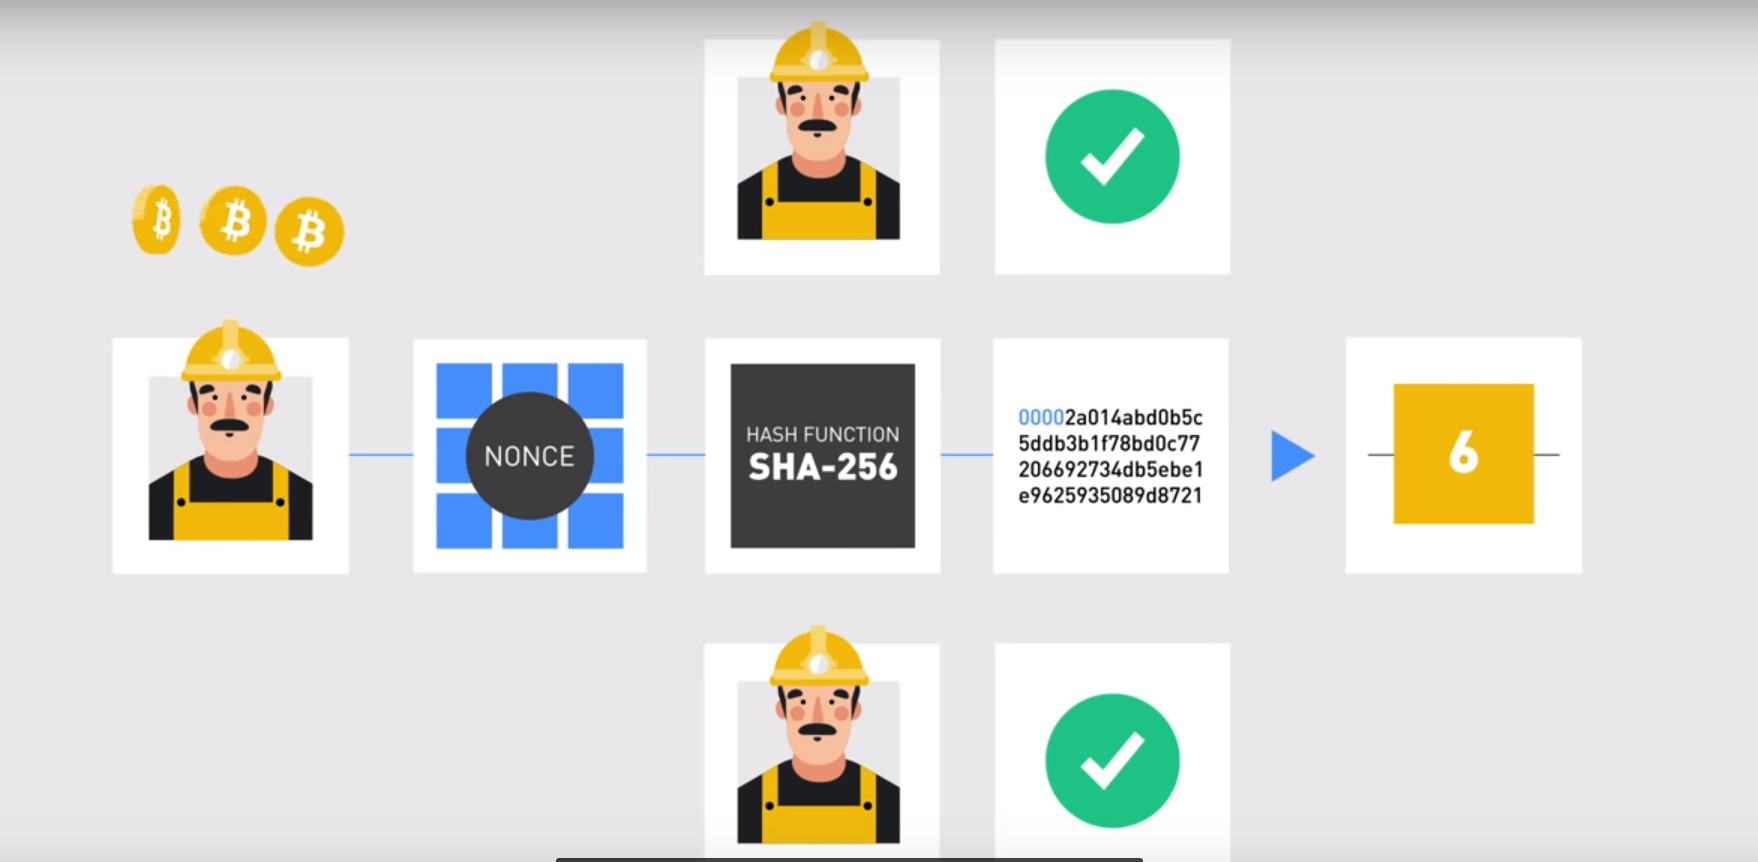 NONCE
HASH FUNCTION
SHA-256
00002a014abd0b5c
5ddb3b1f78bd0c77
206692734db5ebe1
e9625935089d8721
6